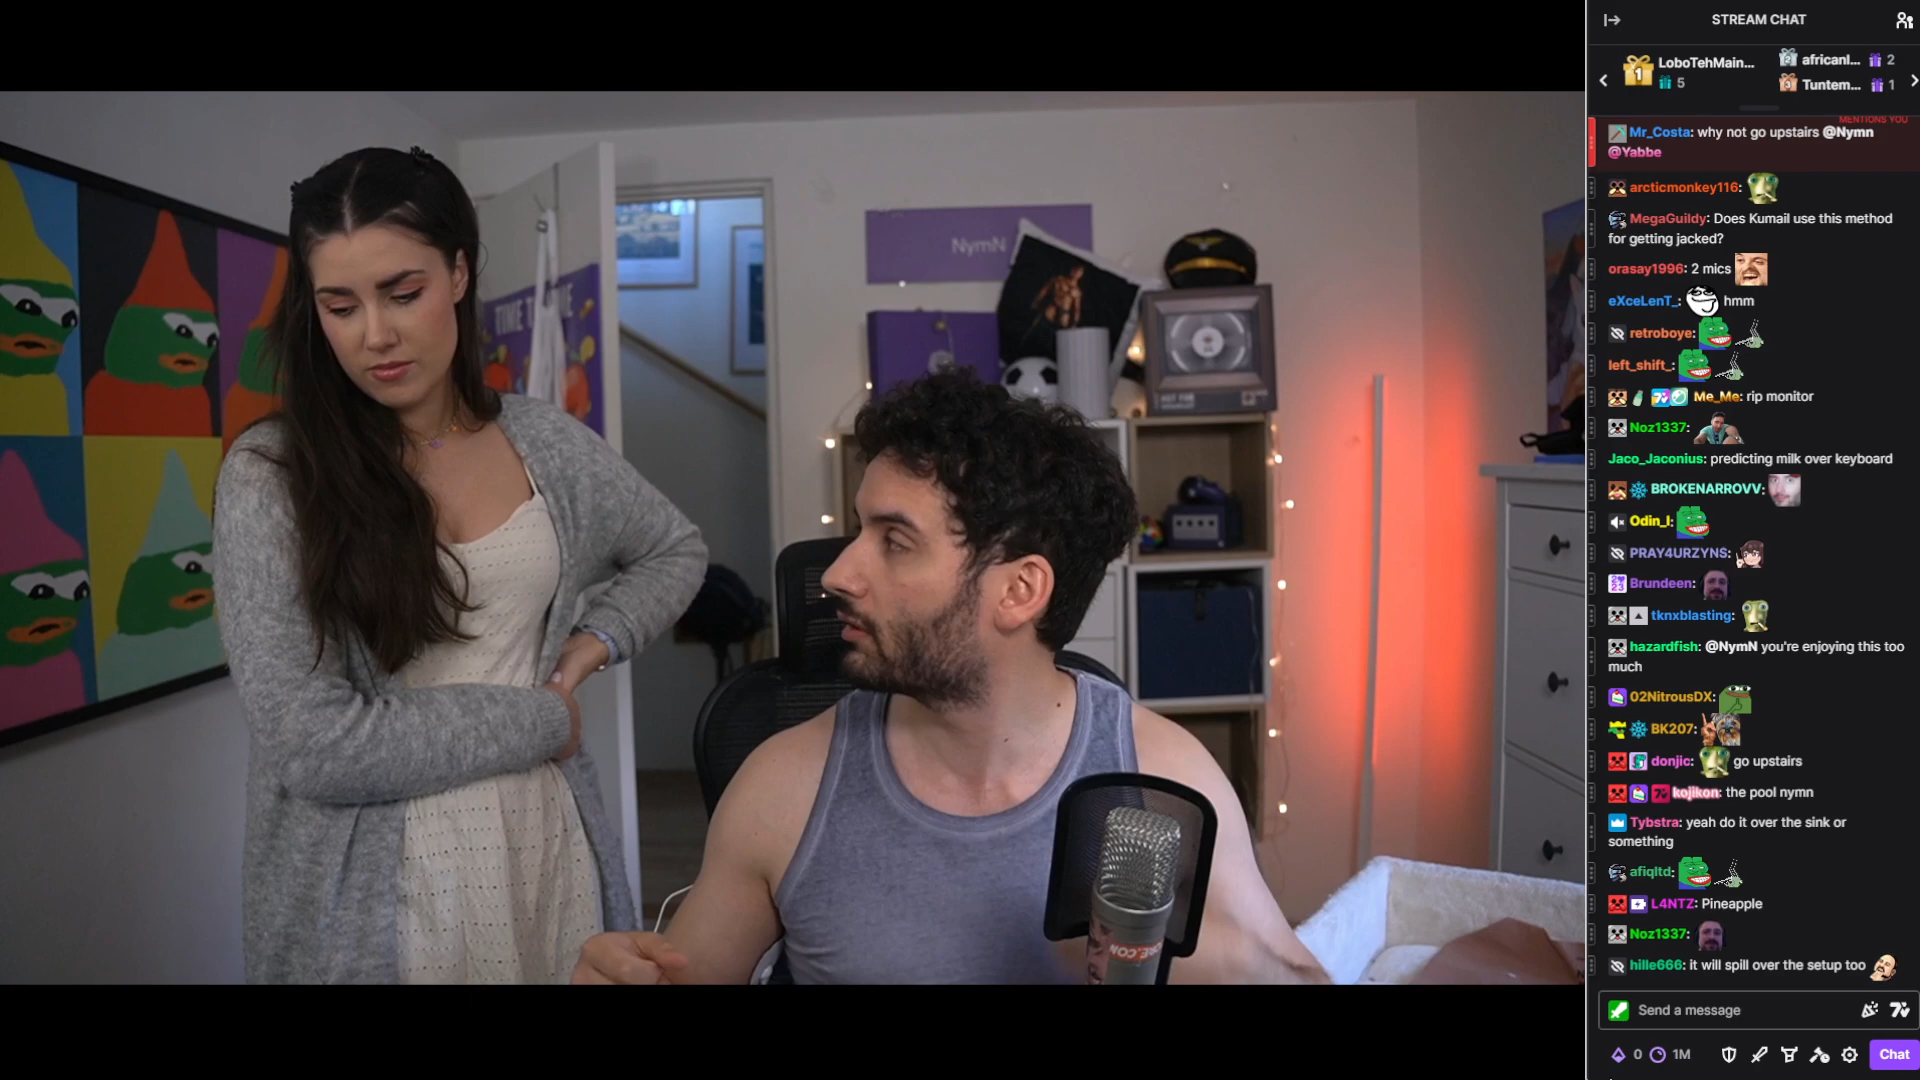 STREAM CHAT
LoboTehMain...
5
africanl... 2
Tuntem... 1
MENTIONS YOU
Mr_Costa: why not go upstairs @Nymn
@Yabbe
arcticmonkey116:
MegaGuildy: Does Kumail use this method
for getting jacked?
orasay1996: 2 mics
eXceLenT_: hmm
retroboye:
left_shift_:
Me_Me: rip monitor
Noz1337:
Jaco_Jaconius: predicting milk over keyboard
BROKENARROVV:
Odin_I:
PRAY4URZYNS:
Brundeen:
tknxblasting:
hazardfish: @NymN you're enjoying this too
much
02NitrousDX:
BK207:
donjic: go upstairs
kojikon: the pool nymn
Tybstra: yeah do it over the sink or
something
afiqltd:
L4NTZ: Pineapple
Noz1337:
hille666: it will spill over the setup too
Send a message
0 1M
Chat
NymN